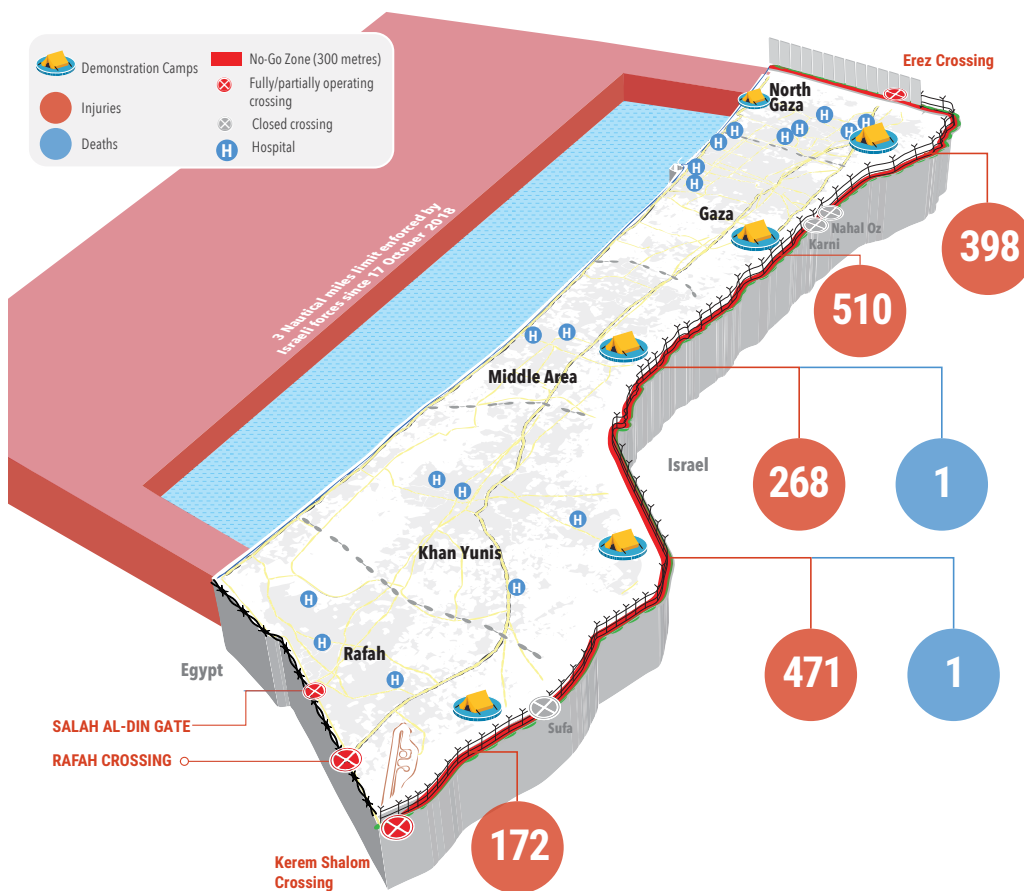 Demonstration Camps
Injuries
Deaths
No-Go Zone (300 metres)
Fully/partially operating
crossing
Closed crossing
H
Hospital
Erez Crossing
North
Gaza
H
H
H
H
H
H
H
H
H
Nahal Oz
Karni
Gaza
398
510
3 Nautical miles limit enforced by
Israeli forces since 17 October 2018
H
H
Middle Area
Israel
268
1
H
H
H
Khan Yunis
H
H
H
Rafah
H
471
1
Egypt
SALAH AL-DIN GATE
RAFAH CROSSING
Sufa
172
Kerem Shalom
Crossing